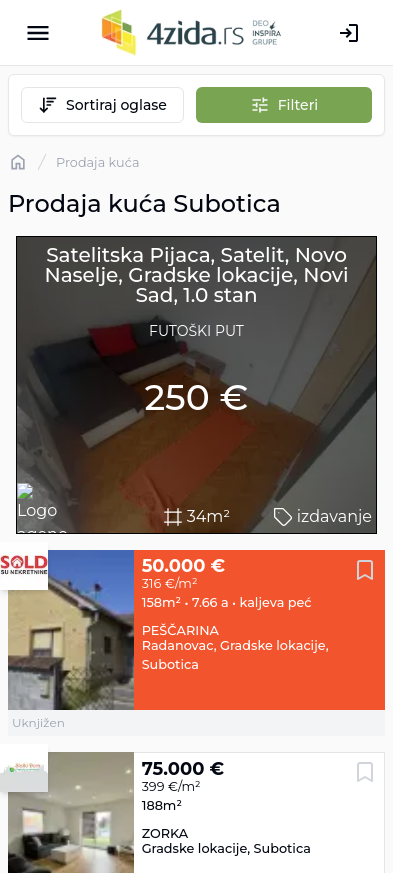 4zida.rs
DEO
INSPIRA
GRUPE
Sortiraj oglase
Filteri
/ Prodaja kuća
Prodaja kuća Subotica
Satelitska Pijaca, Satelit, Novo
Naselje, Gradske lokacije, Novi
Sad, 1.0 stan
FUTOŠKI PUT
250 €
Logo
34m²
izdavanje
SOLD
SU NEKRETNINE
50.000 €
316 €/m²
158m² • 7.66 a • kaljeva peć
PEŠČARINA
Radanovac, Gradske lokacije,
Subotica
Uknjižen
75.000 €
399 €/m²
188m²
ZORKA
Gradske lokacije, Subotica